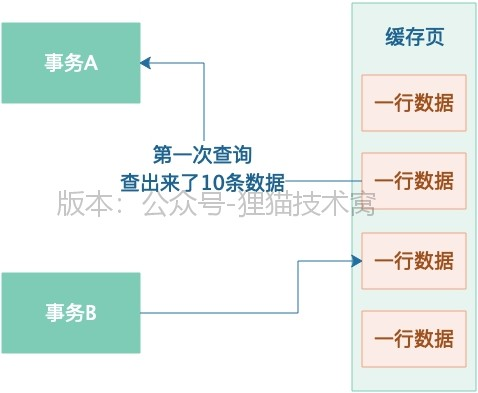 缓存页
事务A
一行数据
第一次查询
查出来了10条数据
一行数据
版本：公众号-狸猫技术窝
一行数据
事务B
一行数据